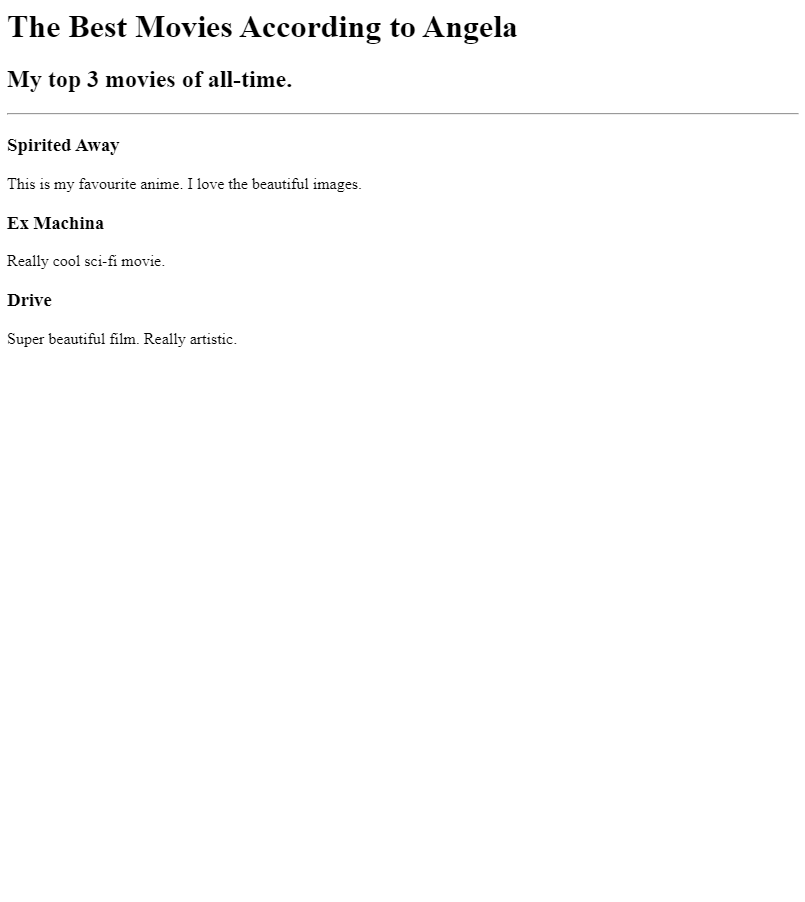 The Best Movies According to Angela
My top 3 movies of all-time.
Spirited Away
This is my favourite anime. I love the beautiful images.
Ex Machina
Really cool sci-fi movie.
Drive
Super beautiful film. Really artistic.